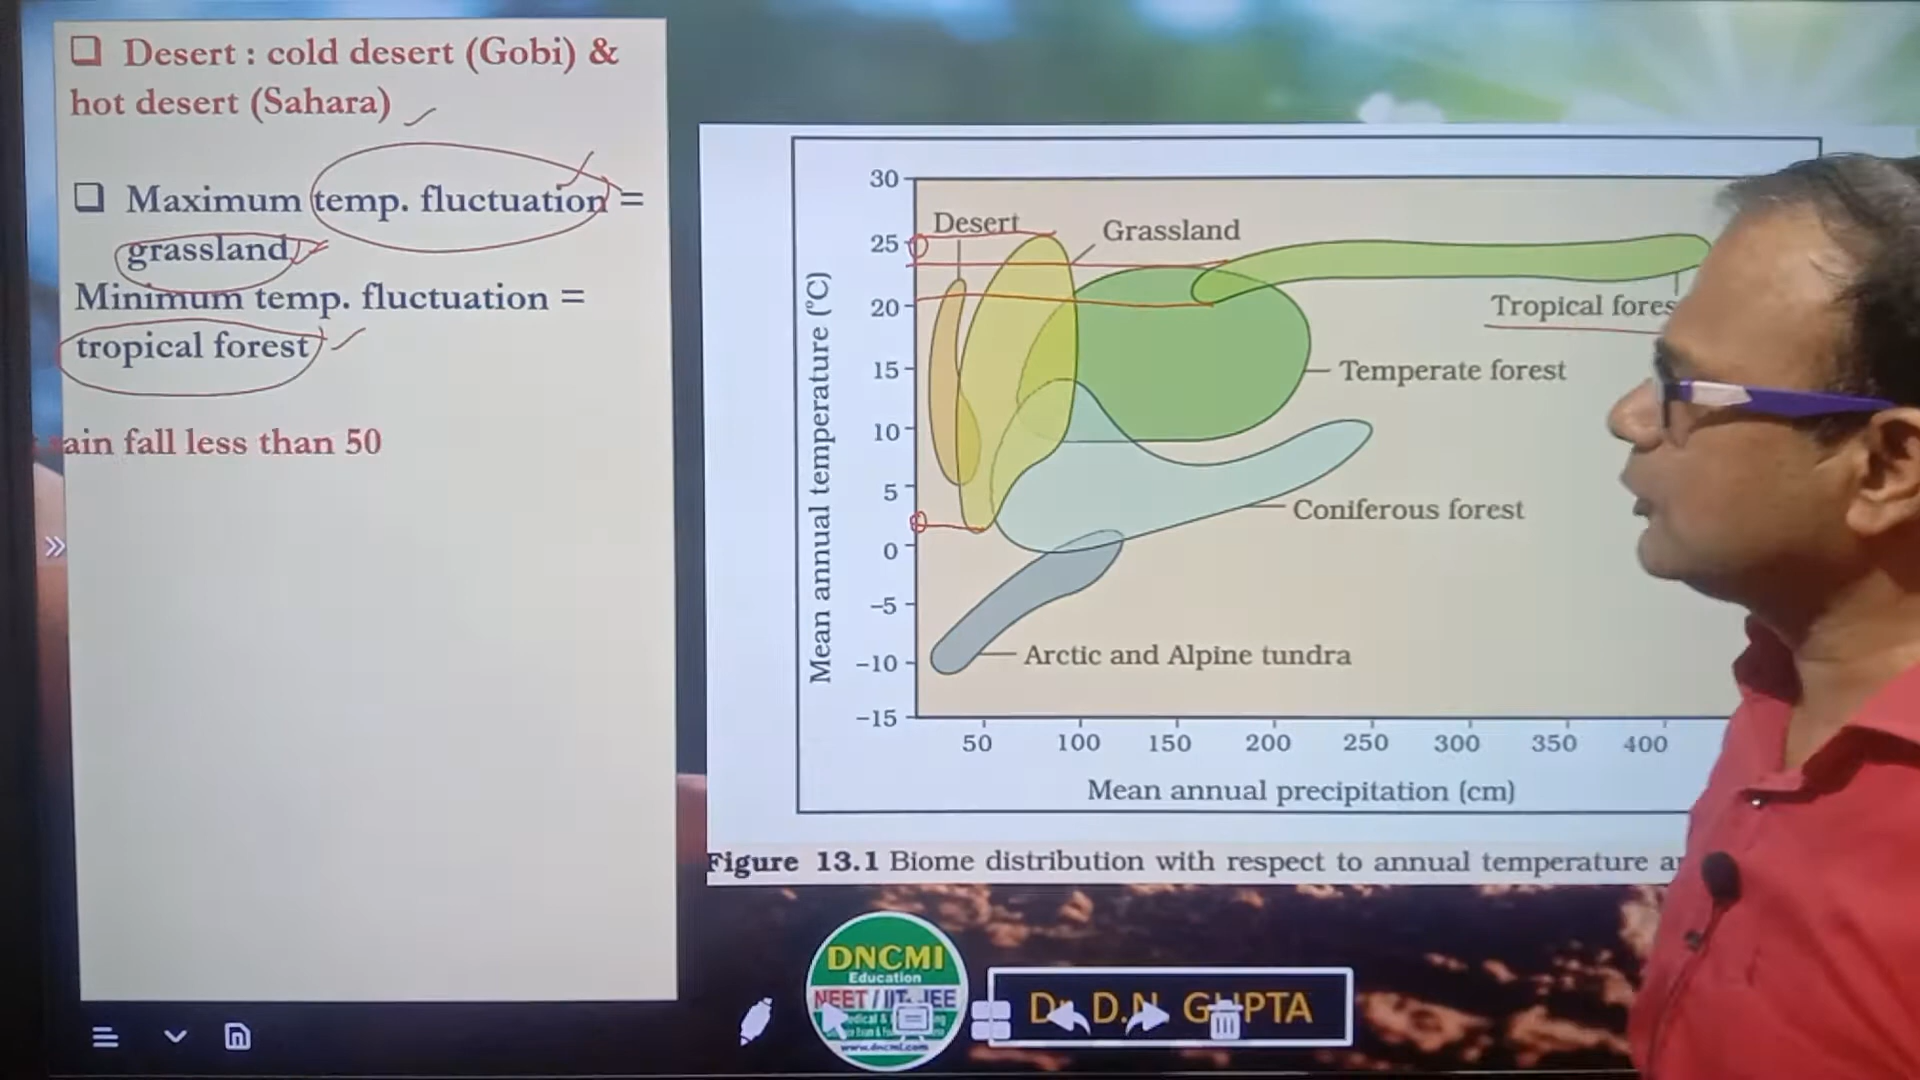 ❑ Desert : cold desert (Gobi) &
hot desert (Sahara)
❑ Maximum temp. fluctuation =
grassland
Minimum temp. fluctuation =
tropical forest
fall less than 50
30
25
20
15
10
5
0
–5
–10
–15
Mean annual temperature (°C)
Desert
Grassland
Tropical fores
Temperate forest
Coniferous forest
Arctic and Alpine tundra
50 100 150 200 250 300 350 400
Mean annual precipitation (cm)
Figure 13.1 Biome distribution with respect to annual temperature
DNCMI
Education
NEET / IIT-JEE
www.dncmi.com
D.N. GUPTA